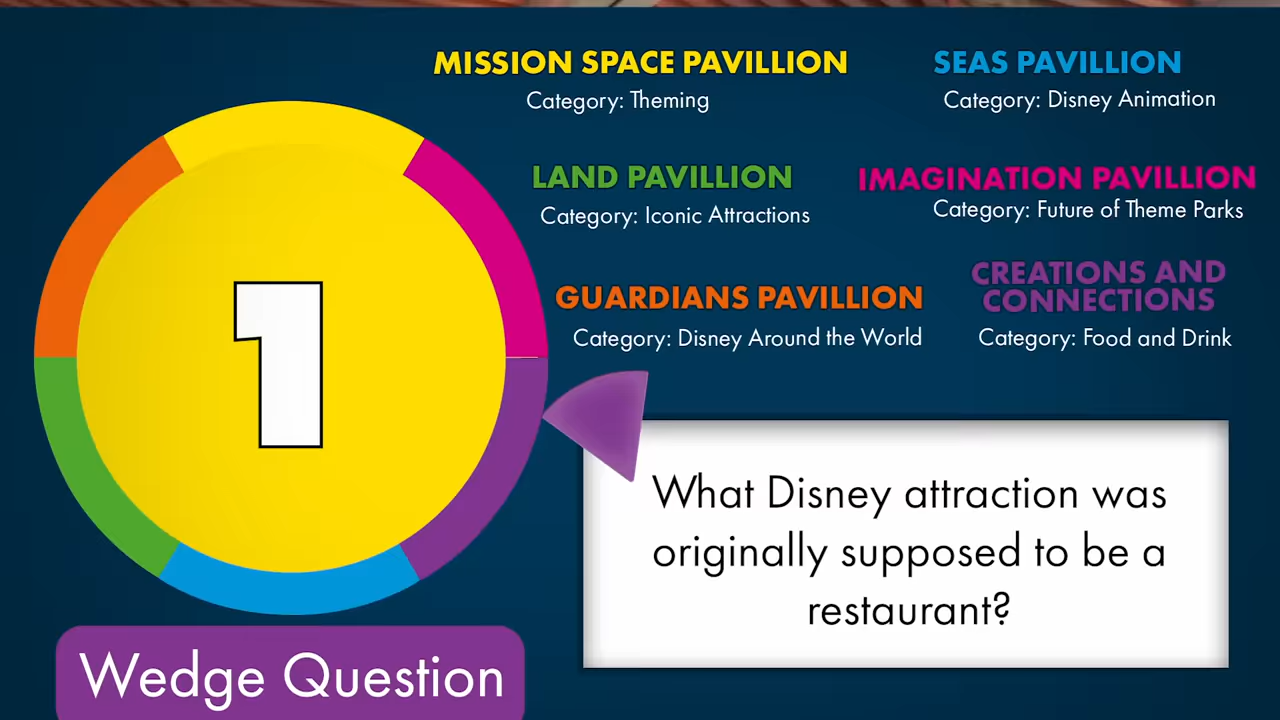 MISSION SPACE PAVILLION
Category: Theming
SEAS PAVILLION
Category: Disney Animation
LAND PAVILLION
Category: Iconic Attractions
IMAGINATION PAVILLION
Category: Future of Theme Parks
GUARDIANS PAVILLION
Category: Disney Around the World
CREATIONS AND
CONNECTIONS
Category: Food and Drink
1
What Disney attraction was
originally supposed to be a
restaurant?
Wedge Question